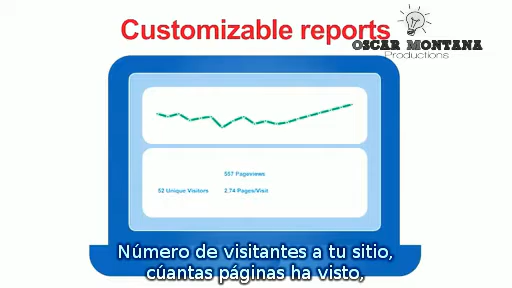 Customizable reports
OSCAR MONTANA
Productions
557 Pageviews
52 Unique Visitors
2.74 Pages/Visit
Número de visitantes a tu sitio,
cúantas páginas ha visto,